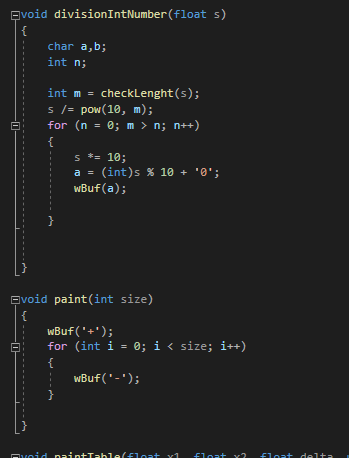 void divisionIntNumber(float s)
{
char a,b;
int n;
int m = checkLenght(s);
s /= pow(10, m);
for (n = 0; m > n; n++)
{
s *= 10;
a = (int)s % 10 + '0';
wBuf(a);
}
}
void paint(int size)
{
wBuf('+');
for (int i = 0; i < size; i++)
{
wBuf('-');
}
}
void paintTable(float x1, float x2, float delta,